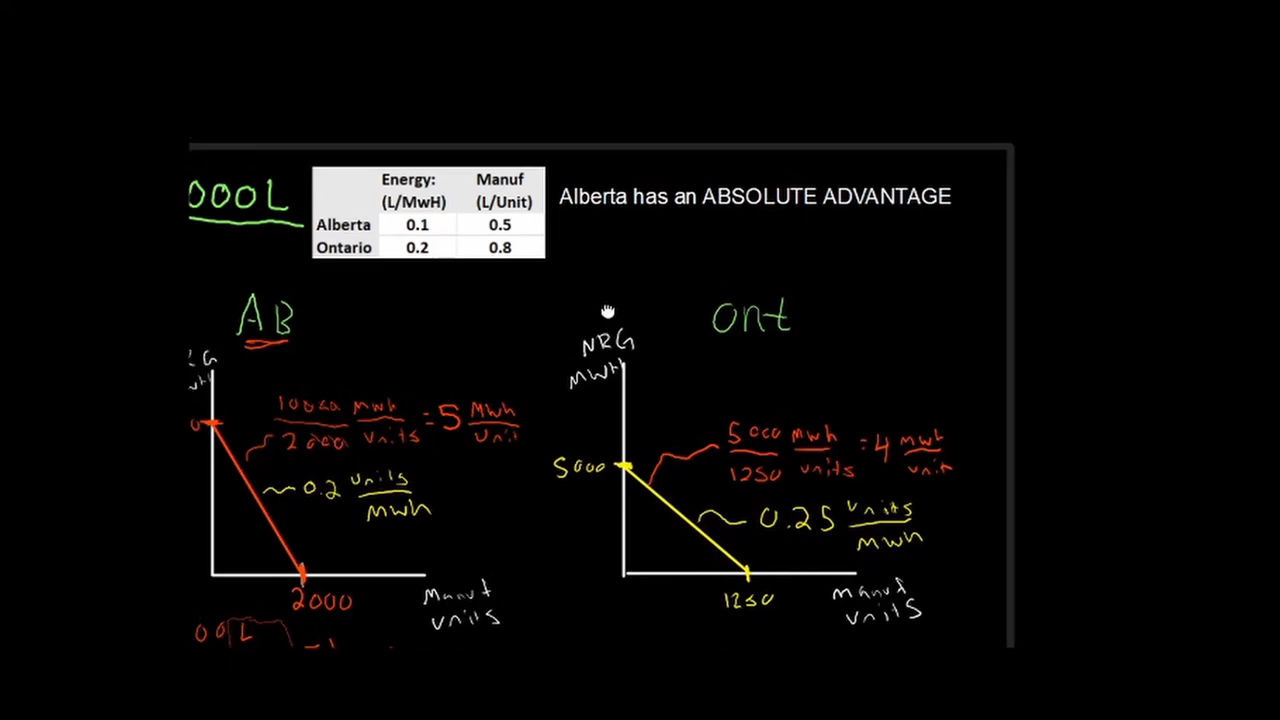 000L
Energy: Manuf
(L/MwH) (L/Unit)
Alberta 0.1 0.5
Ontario 0.2 0.8
Alberta has an ABSOLUTE ADVANTAGE
AB
ont
NRG
MWH
10000 Mwh = 5 Mwh
2000 units unit
0.2 units
Mwh
0
2000
Manuf
units
5000 mwh = 4 mwh
1250 units unit
5000
0.25 units
mwh
1250
manuf
units
00L